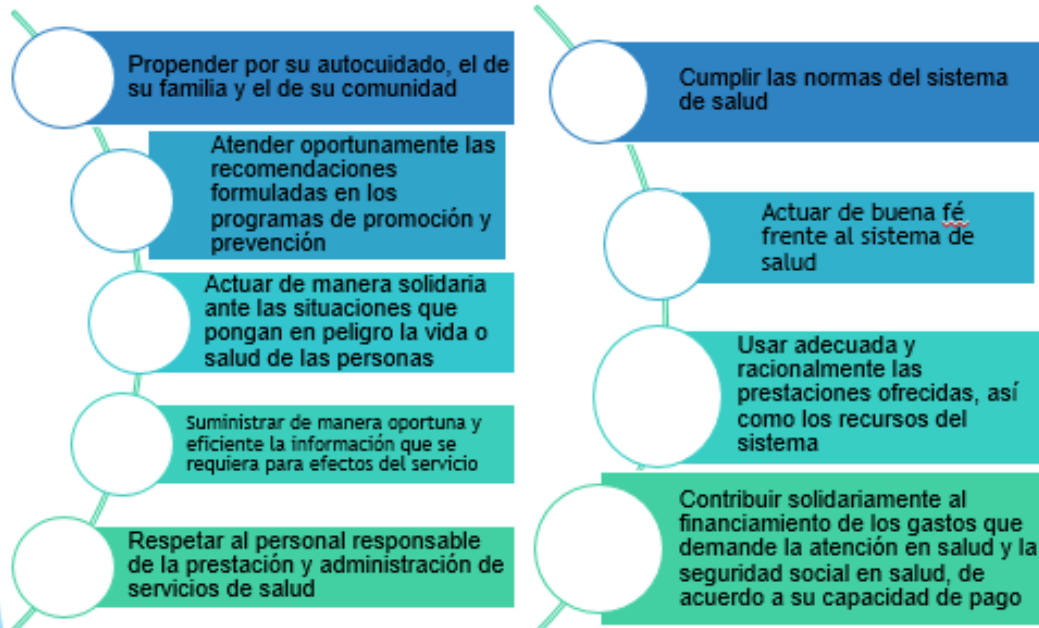 Propender por su autocuidado, el de
su familia y el de su comunidad
Atender oportunamente las
recomendaciones
formuladas en los
programas de promoción y
prevención
Actuar de manera solidaria
ante las situaciones que
pongan en peligro la vida o
salud de las personas
Suministrar de manera oportuna y
eficiente la información que se
requiera para efectos del servicio
Respetar al personal responsable
de la prestación y administración de
servicios de salud
Cumplir las normas del sistema
de salud
Actuar de buena fé
frente al sistema de
salud
Usar adecuada y
racionalmente las
prestaciones ofrecidas, así
como los recursos del
sistema
Contribuir solidariamente al
financiamiento de los gastos que
demande la atención en salud y la
seguridad social en salud, de
acuerdo a su capacidad de pago